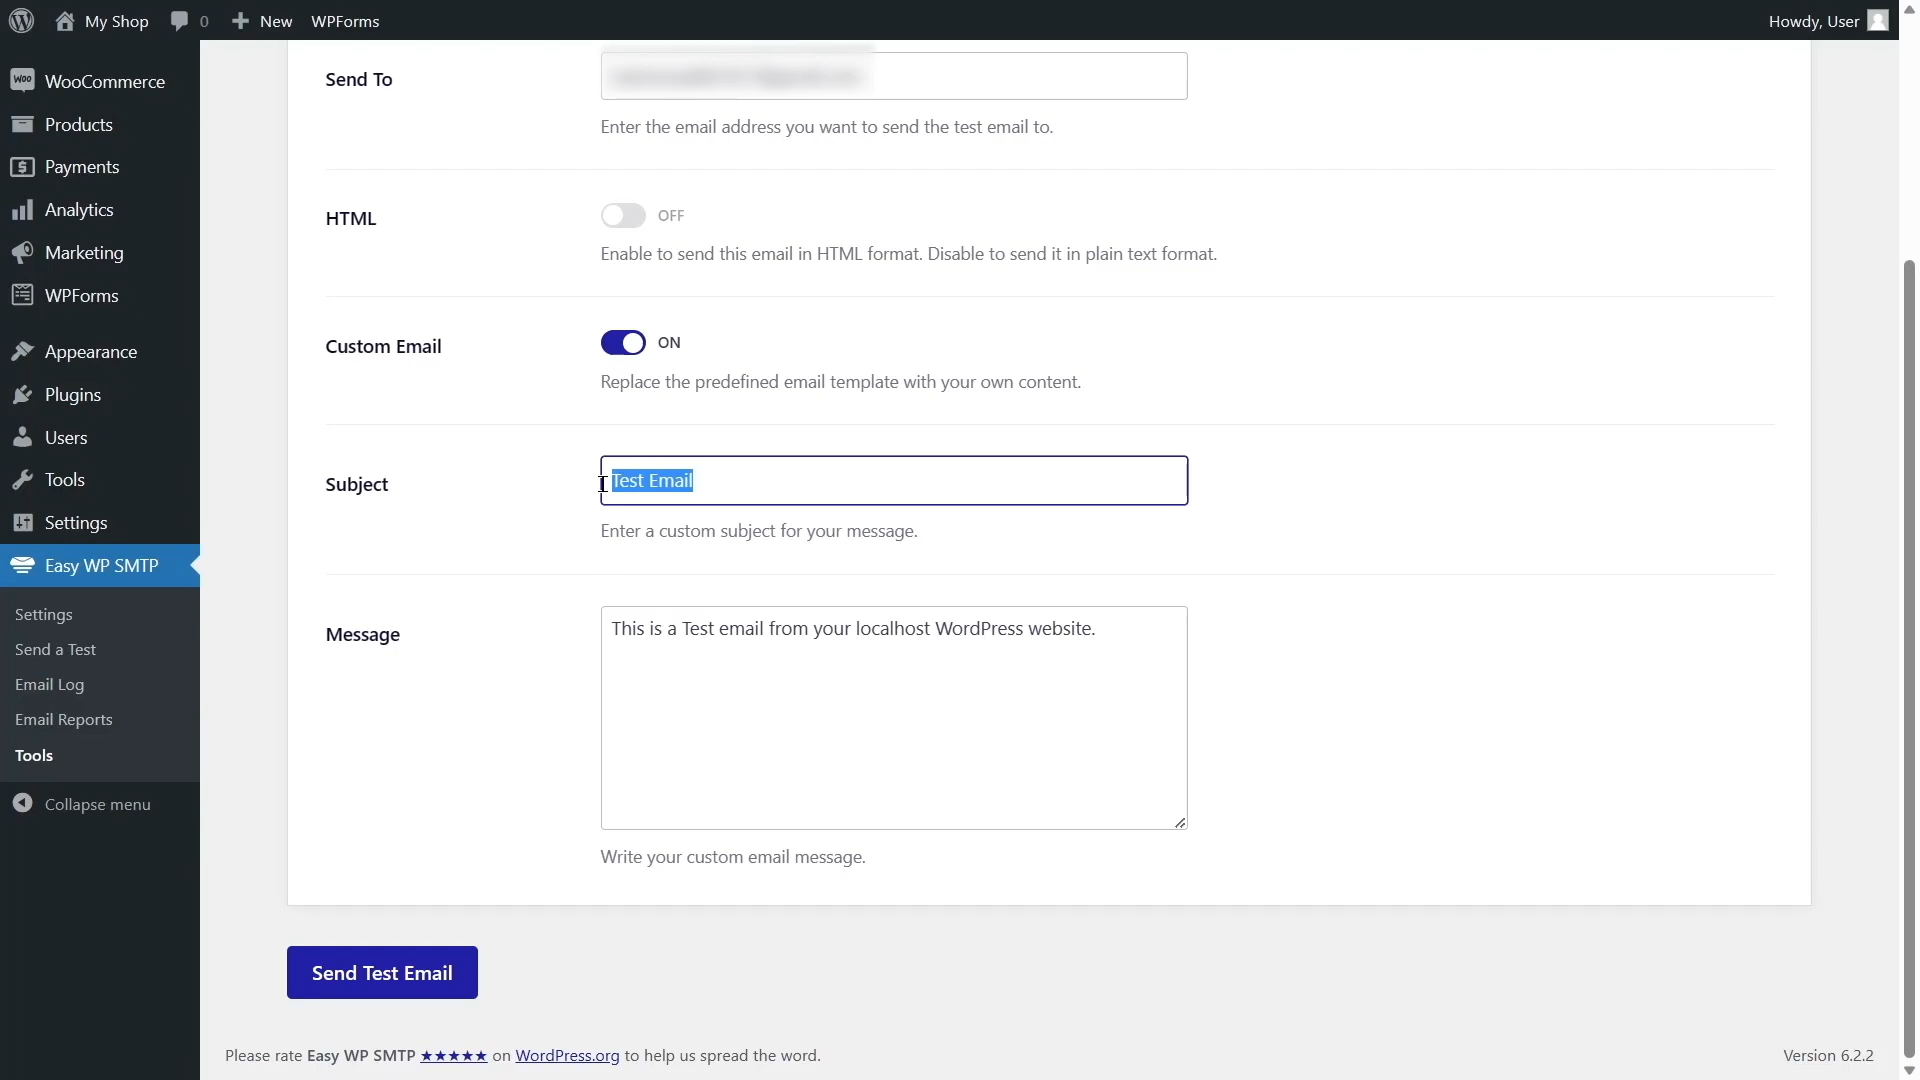 My Shop
0
New
WPForms
Howdy, User
WooCommerce
Products
Payments
Analytics
Marketing
WPForms
Appearance
Plugins
Users
Tools
Settings
Easy WP SMTP
Settings
Send a Test
Email Log
Email Reports
Tools
Collapse menu
Send To
Enter the email address you want to send the test email to.
HTML
OFF
Enable to send this email in HTML format. Disable to send it in plain text format.
Custom Email
ON
Replace the predefined email template with your own content.
Subject
Test Email
Enter a custom subject for your message.
Message
This is a Test email from your localhost WordPress website.
Write your custom email message.
Send Test Email
Please rate Easy WP SMTP ★★★★★ on WordPress.org to help us spread the word.
Version 6.2.2